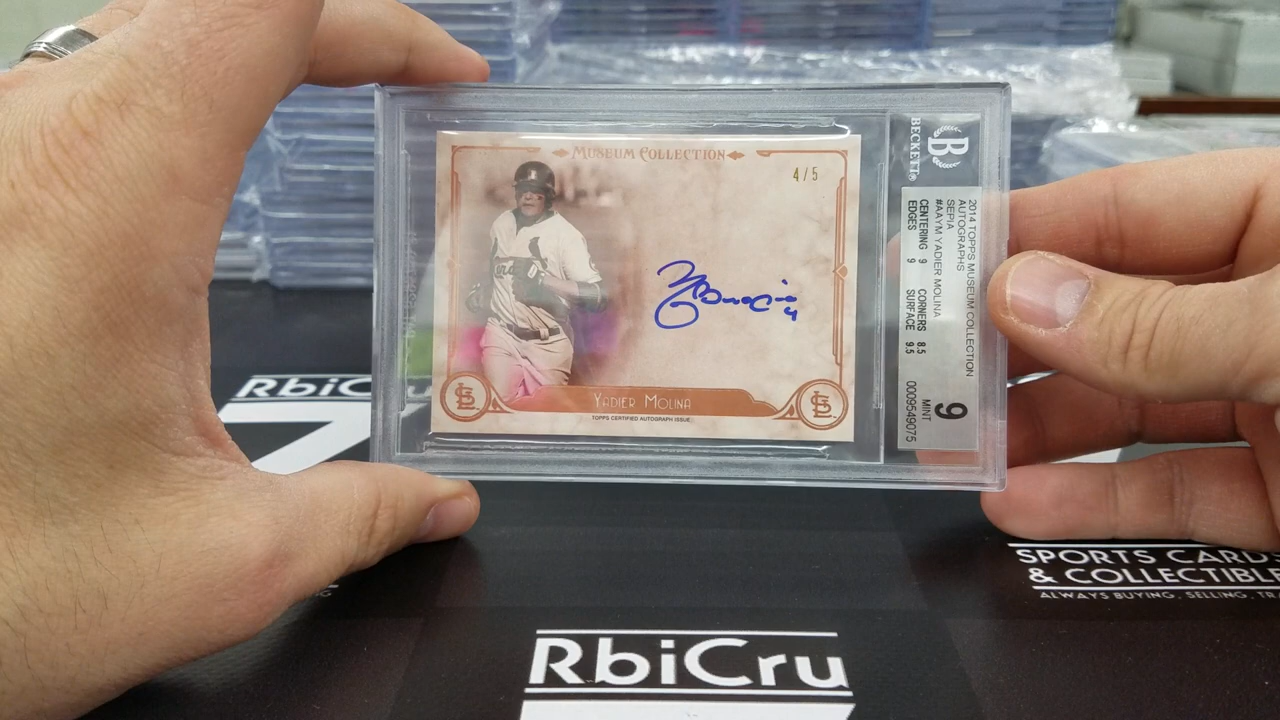 MUSEUM COLLECTION
4/5
YADIER MOLINA
TOPPS CERTIFIED AUTOGRAPH ISSUE
BECKETT®
B
2014 TOPPS MUSEUM COLLECTION
AUTOGRAPHS
#AAYM YADIER MOLINA
SEPIA
CENTERING 9 CORNERS 8.5
EDGES 9 SURFACE 9.5
9
MINT
0009549075
RbiCru
SPORTS CARDS
& COLLECTIBLE
ALWAYS BUYING, SELLING, TRA
RbiCru